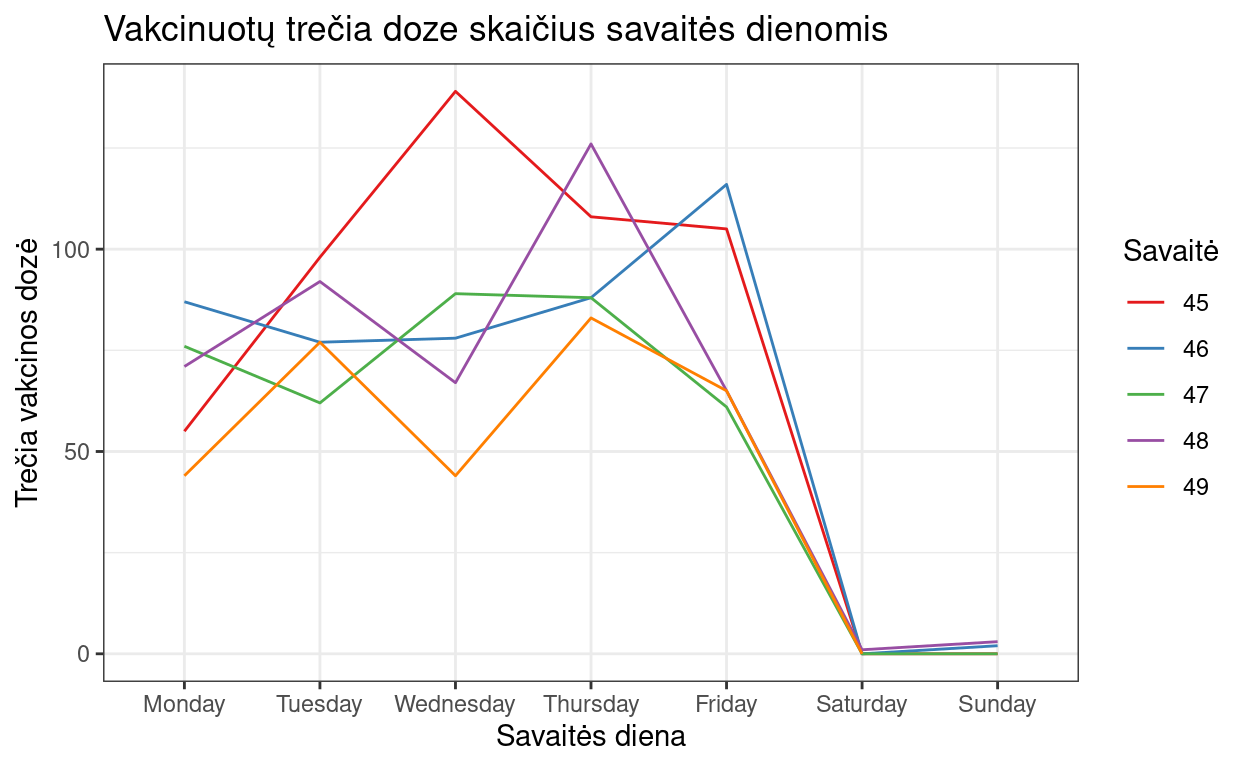 Vakcinuotų trečia doze skaičius savaitės dienomis
Trečia vakcinos dozė
100
50
0
Monday Tuesday Wednesday Thursday Friday Saturday Sunday
Savaitės diena
Savaitė
45
46
47
48
49